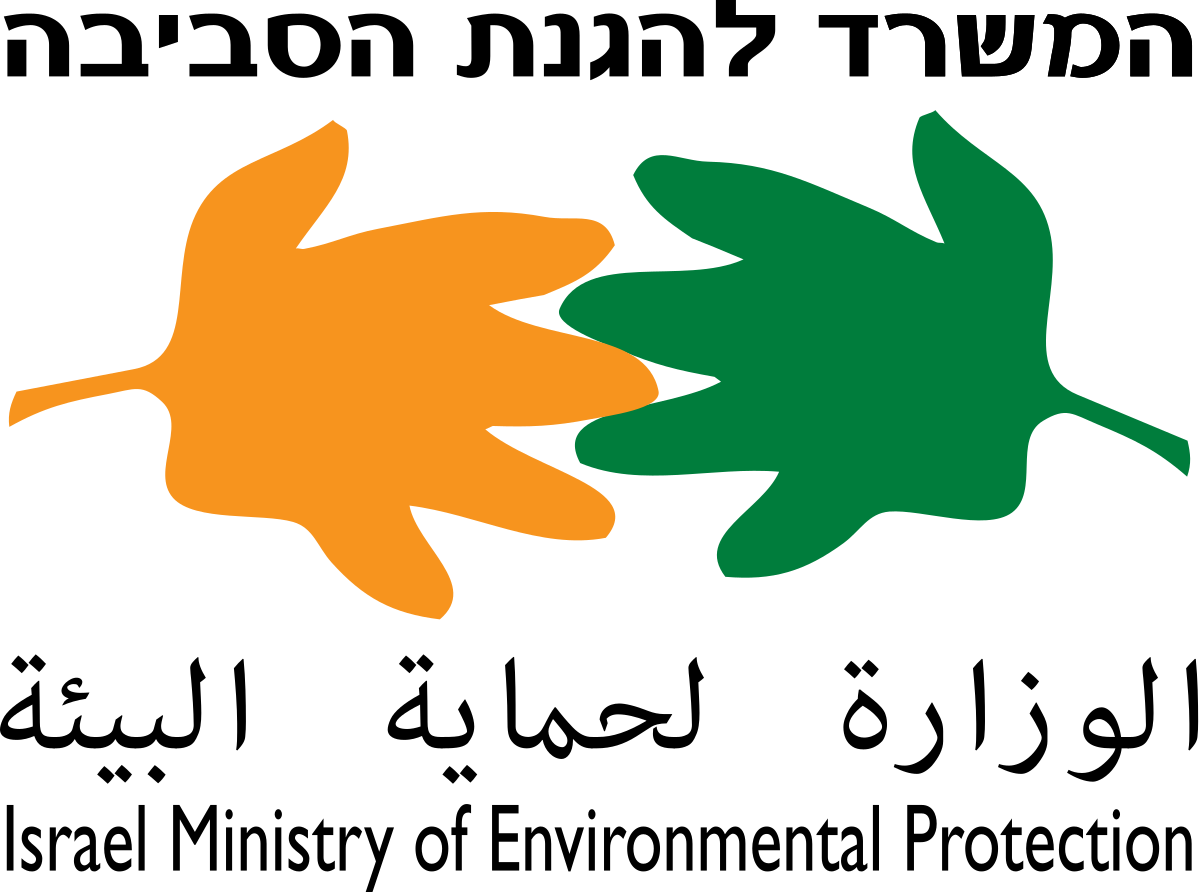 המשרד להגנת הסביבה
الوزارة لحماية البيئة
Israel Ministry of Environmental Protection